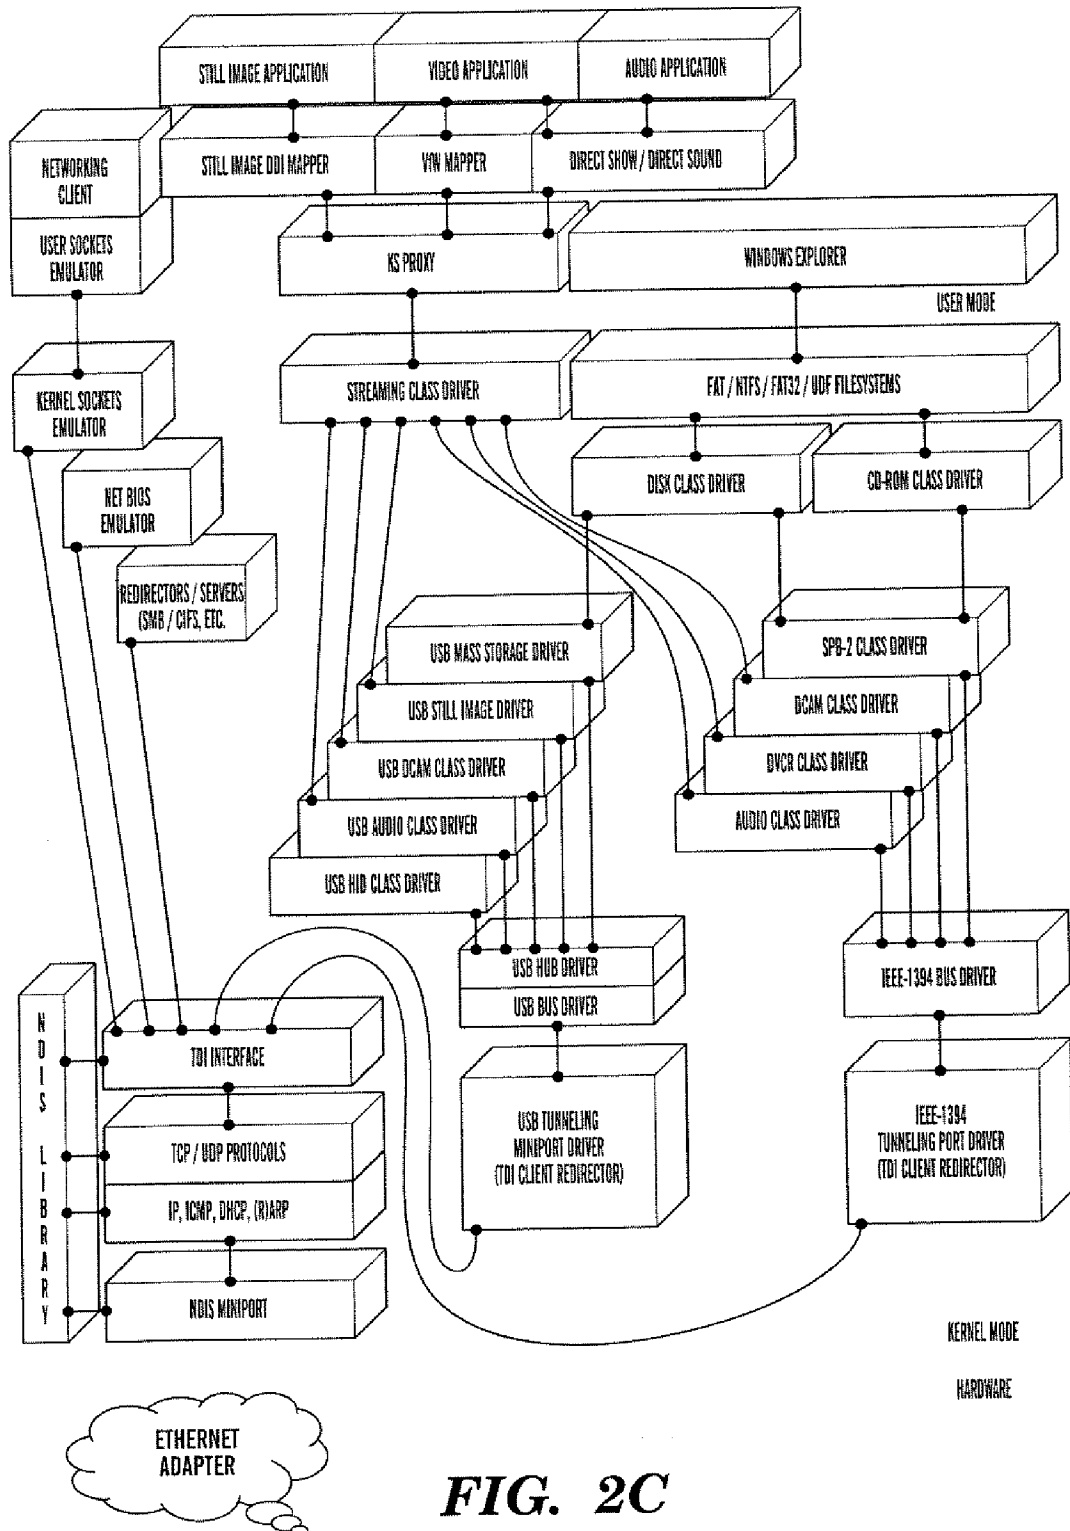 STILL IMAGE APPLICATION
VIDEO APPLICATION
AUDIO APPLICATION
NETWORKING
CLIENT
STILL IMAGE DDI MAPPER
VIW MAPPER
DIRECT SHOW / DIRECT SOUND
USER SOCKETS
EMULATOR
KS PROXY
WINDOWS EXPLORER
USER MODE
KERNEL SOCKETS
EMULATOR
STREAMING CLASS DRIVER
FAT / NTFS / FAT32 / UDF FILESYSTEMS
NET BIOS
EMULATOR
DISK CLASS DRIVER
CD-ROM CLASS DRIVER
REDIRECTORS / SERVERS
(SMB / CIFS, ETC.
USB MASS STORAGE DRIVER
USB STILL IMAGE DRIVER
USB DCAM CLASS DRIVER
USB AUDIO CLASS DRIVER
USB HID CLASS DRIVER
SPB-2 CLASS DRIVER
DCAM CLASS DRIVER
DVCR CLASS DRIVER
AUDIO CLASS DRIVER
USB HUB DRIVER
USB BUS DRIVER
IEEE-1394 BUS DRIVER
NDIS LIBRARY
TDI INTERFACE
TCP / UDP PROTOCOLS
IP, ICMP, DHCP, (R)ARP
NDIS MINIPORT
USB TUNNELING
MINIPORT DRIVER
(TDI CLIENT REDIRECTOR)
IEEE-1394
TUNNELING PORT DRIVER
(TDI CLIENT REDIRECTOR)
KERNEL MODE
HARDWARE
ETHERNET
ADAPTER
FIG. 2C